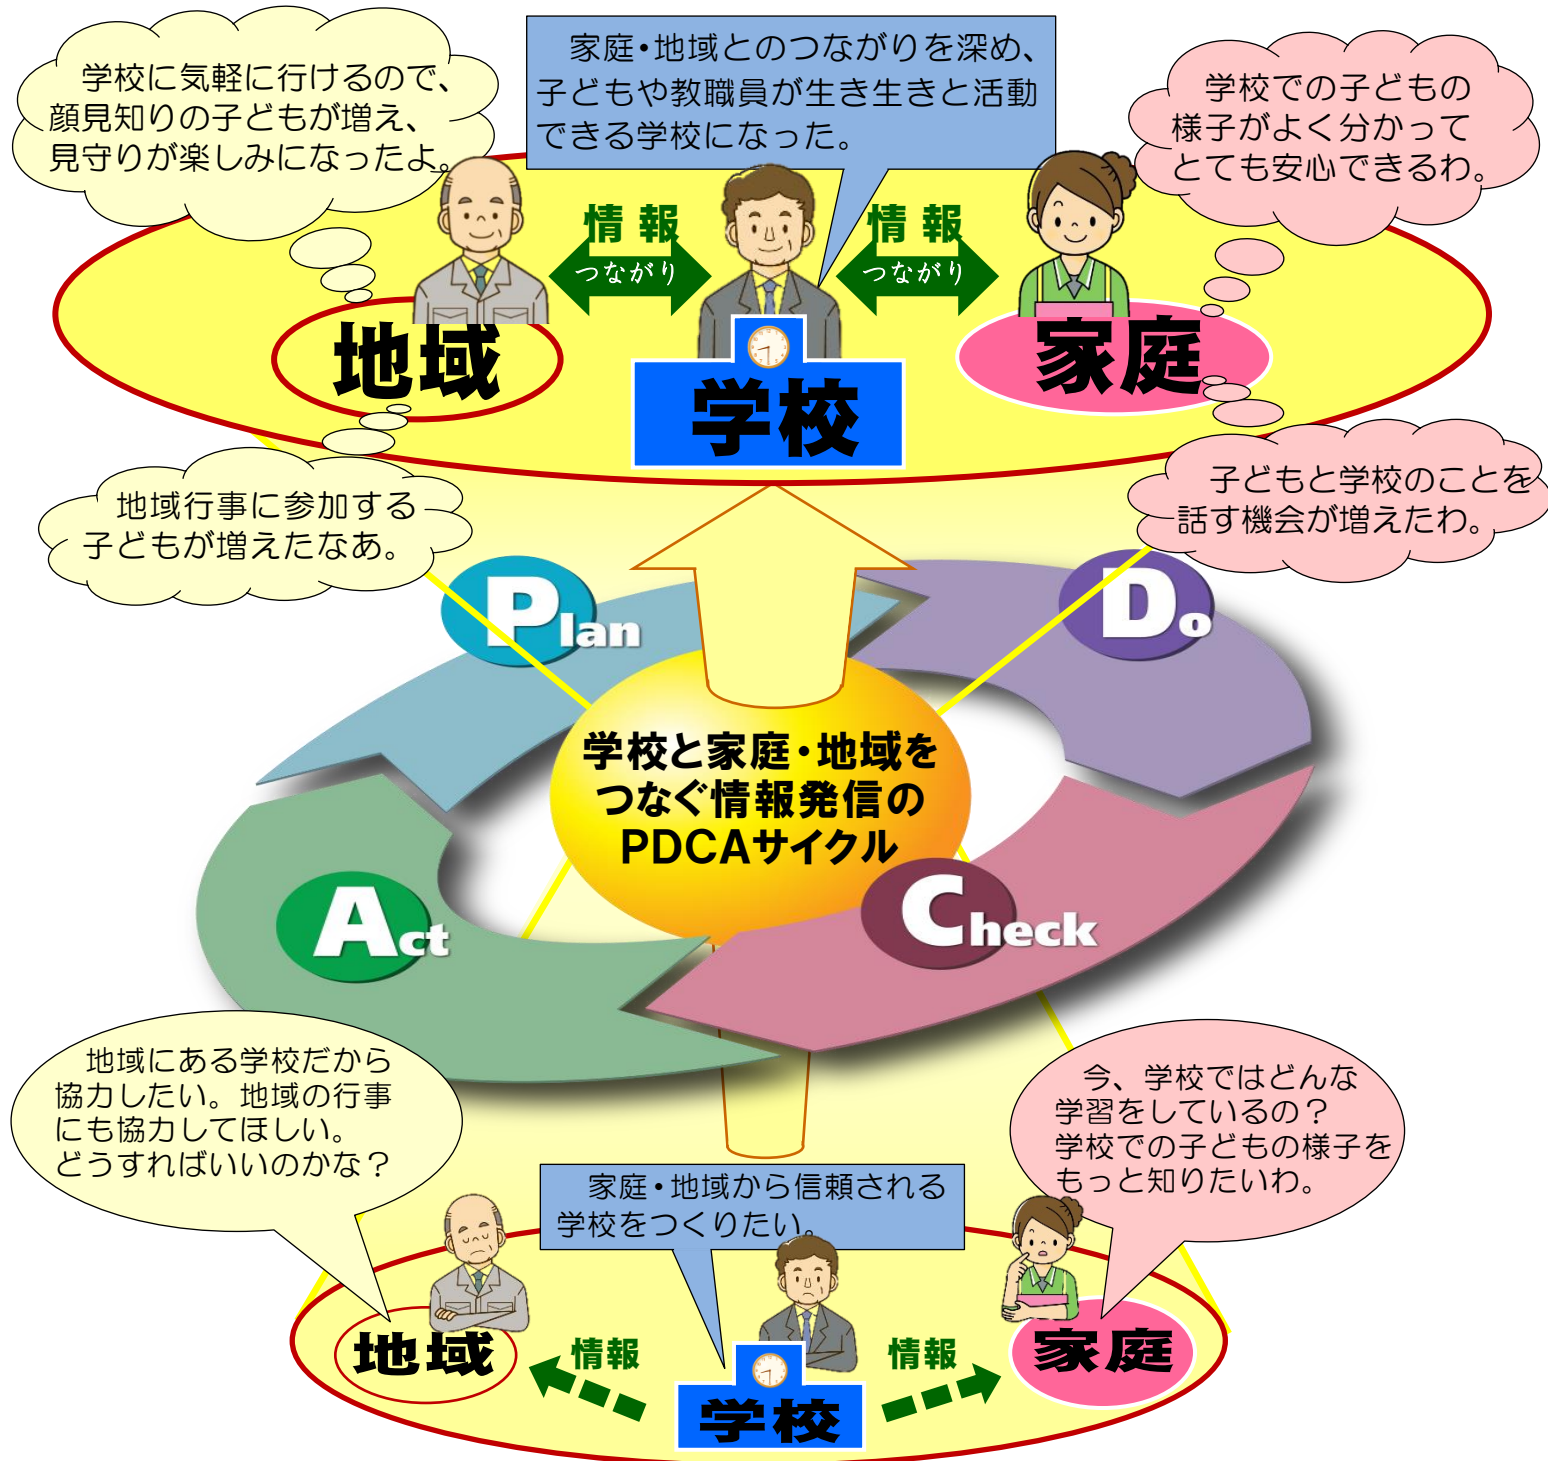 学校に気軽に行けるので、
顔見知りの子どもが増え、
見守りが楽しみになったよ。
家庭・地域とのつながりを深め、
子どもや教職員が生き生きと活動
できる学校になった。
学校での子どもの
様子がよく分かって
とても安心できるわ。
情報
つながり
情報
つながり
地域
学校
家庭
地域行事に参加する
子どもが増えたなあ。
子どもと学校のことを
話す機会が増えたわ。
Plan
Do
学校と家庭・地域を
つなぐ情報発信の
PDCAサイクル
Act
Check
地域にある学校だから
協力したい。地域の行事
にも協力してほしい。
どうすればいいのかな？
今、学校ではどんな
学習をしているの？
学校での子どもの様子を
もっと知りたいわ。
家庭・地域から信頼される
学校をつくりたい。
地域
情報
学校
情報
家庭